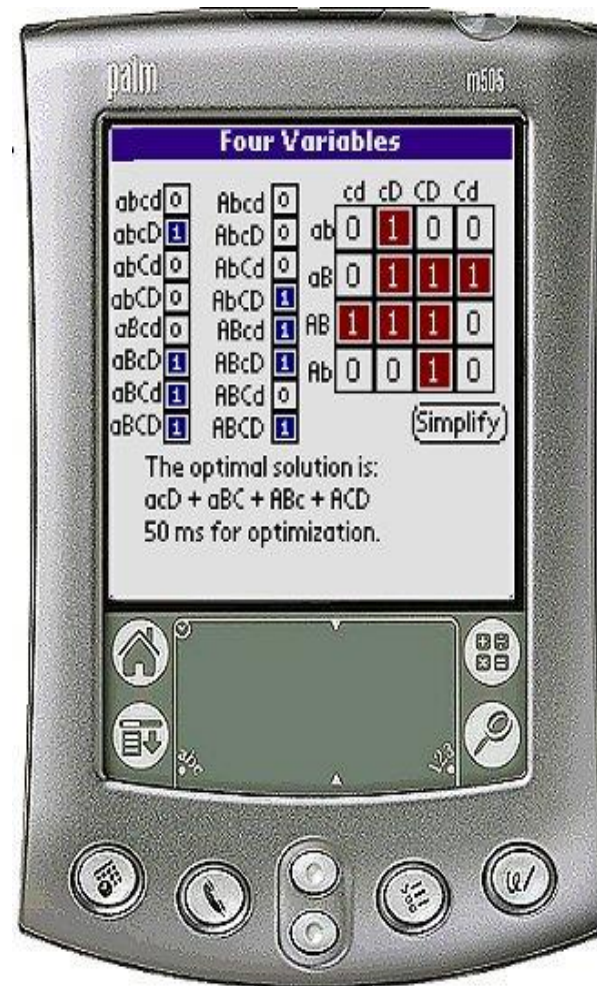 palm
m505
Four Variables
abcd 0
abcD 1
abCd 0
abCD 0
aBcd 0
aBcD 1
aBCd 1
aBCD 1
Abcd 0
AbcD 0
AbCd 0
AbCD 1
ABcd 1
ABcD 1
ABCd 0
ABCD 1
cd cD CD Cd
ab 0 1 0 0
aB 0 1 1 1
AB 1 1 1 0
Ab 0 0 1 0
Simplify
The optimal solution is:
acD + aBC + ABc + ACD
50 ms for optimization.
abc
123